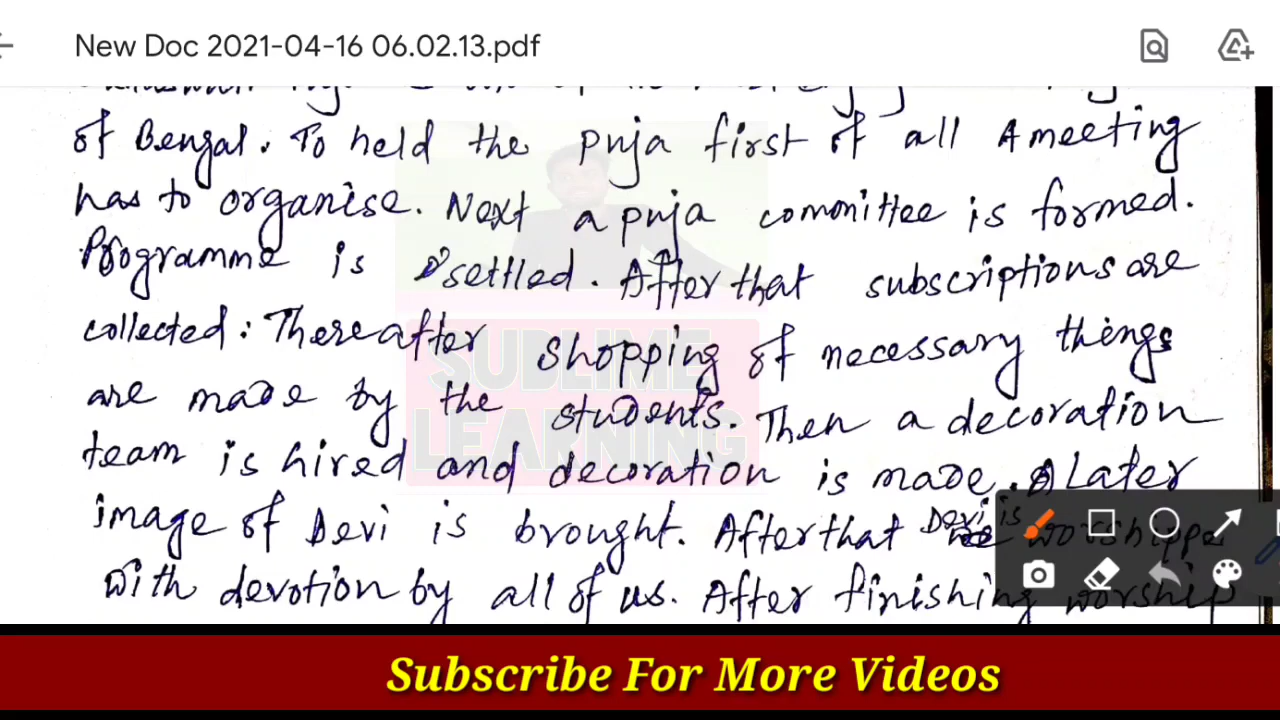 New Doc 2021-04-16 06.02.13.pdf
of Bengal. To held the puja first of all A meeting
has to organise. Next a puja committee is formed.
Programme is settled. After that subscriptions are
collected. Thereafter shopping of necessary things
are made by the students. Then a decoration
team is hired and decoration is made. A Later
image of Devi is brought. After that Devi is worshippe
With devotion by all of us. After finishing worship
SUBLIME
LEARNING
Subscribe For More Videos